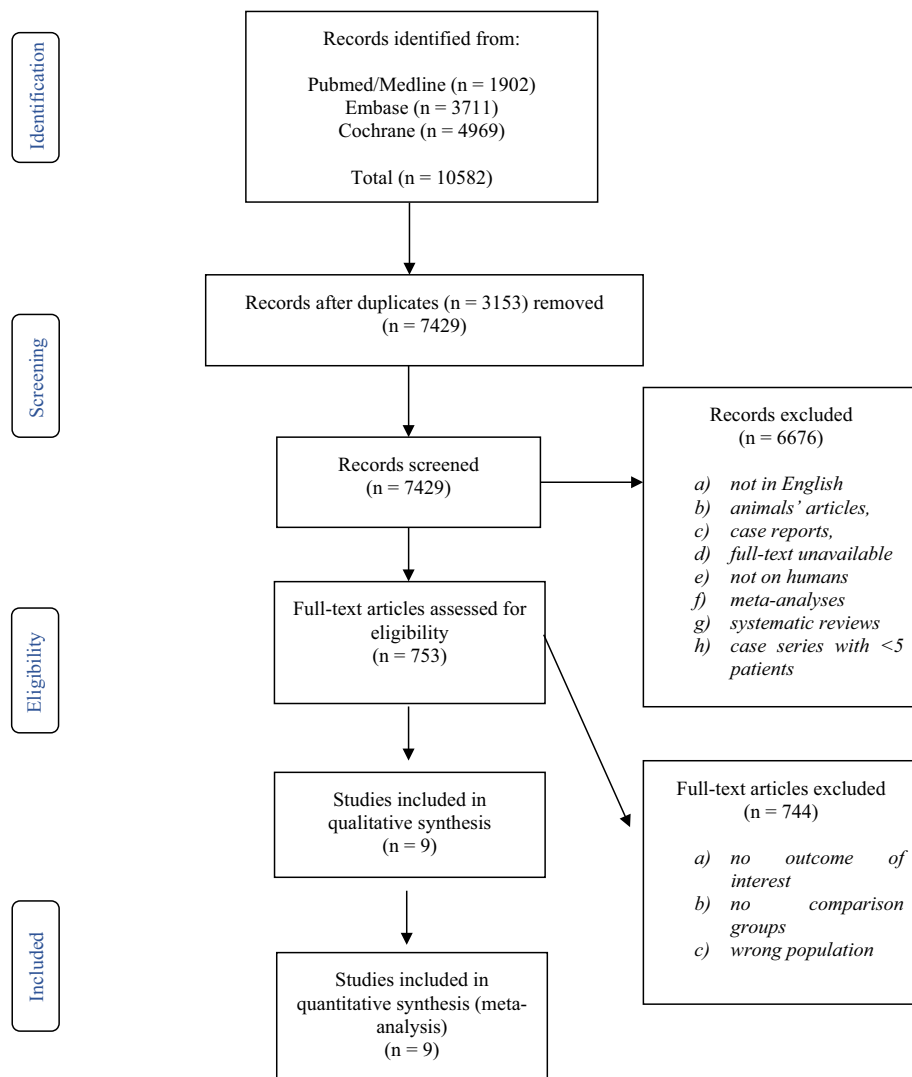 Identification
Records identified from:
Pubmed/Medline (n = 1902)
Embase (n = 3711)
Cochrane (n = 4969)
Total (n = 10582)
Screening
Records after duplicates (n = 3153) removed
(n = 7429)
Records screened
(n = 7429)
Records excluded
(n = 6676)
a) not in English
b) animals’ articles,
c) case reports,
d) full-text unavailable
e) not on humans
f) meta-analyses
g) systematic reviews
h) case series with <5
patients
Eligibility
Full-text articles assessed for
eligibility
(n = 753)
Full-text articles excluded
(n = 744)
a) no outcome of
interest
b) no comparison
groups
c) wrong population
Studies included in
qualitative synthesis
(n = 9)
Included
Studies included in
quantitative synthesis (meta-
analysis)
(n = 9)